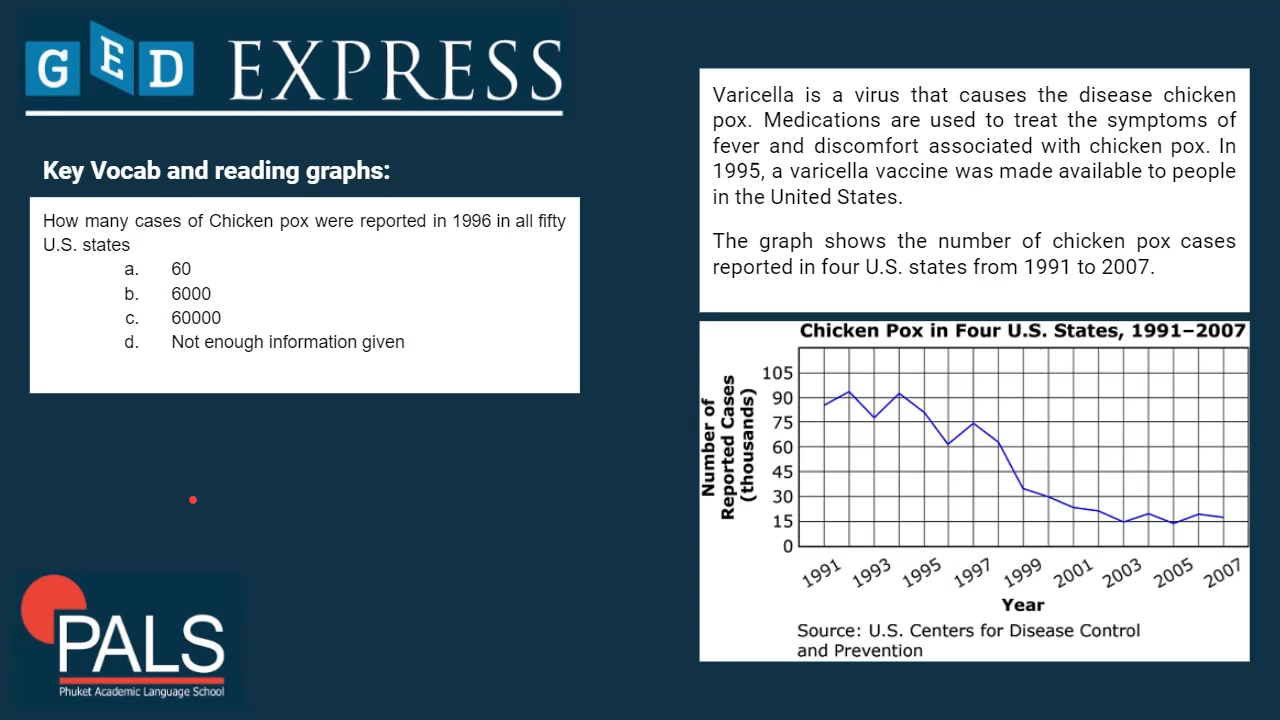 GED EXPRESS
Key Vocab and reading graphs:
How many cases of Chicken pox were reported in 1996 in all fifty
U.S. states
a. 60
b. 6000
c. 60000
d. Not enough information given
Varicella is a virus that causes the disease chicken
pox. Medications are used to treat the symptoms of
fever and discomfort associated with chicken pox. In
1995, a varicella vaccine was made available to people
in the United States.
The graph shows the number of chicken pox cases
reported in four U.S. states from 1991 to 2007.
Chicken Pox in Four U.S. States, 1991–2007
Number of
Reported Cases
(thousands)
105
90
75
60
45
30
15
0
1991 1993 1995 1997 1999 2001 2003 2005 2007
Year
Source: U.S. Centers for Disease Control
and Prevention
PALS
Phuket Academic Language School